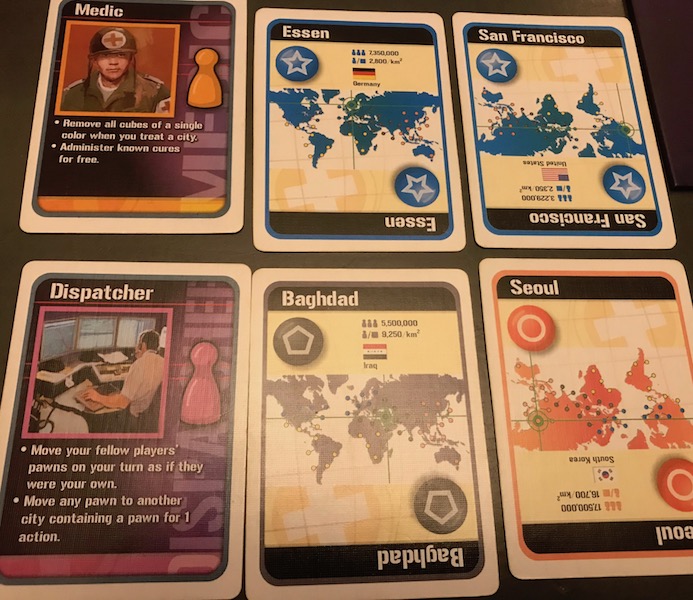 Medic
• Remove all cubes of a single
color when you treat a city.
• Administer known cures
for free.
MEDIC
Essen
7,350,000
2,800/km²
Germany
Essen
San Francisco
United States
2,350/km²
3,229,000
San Francisco
Dispatcher
• Move your fellow players'
pawns on your turn as if they
were your own.
• Move any pawn to another
city containing a pawn for 1
action.
Baghdad
5,500,000
9,250/km²
Iraq
Baghdad
Seoul
South Korea
16,700/km²
17,500,000
eoul